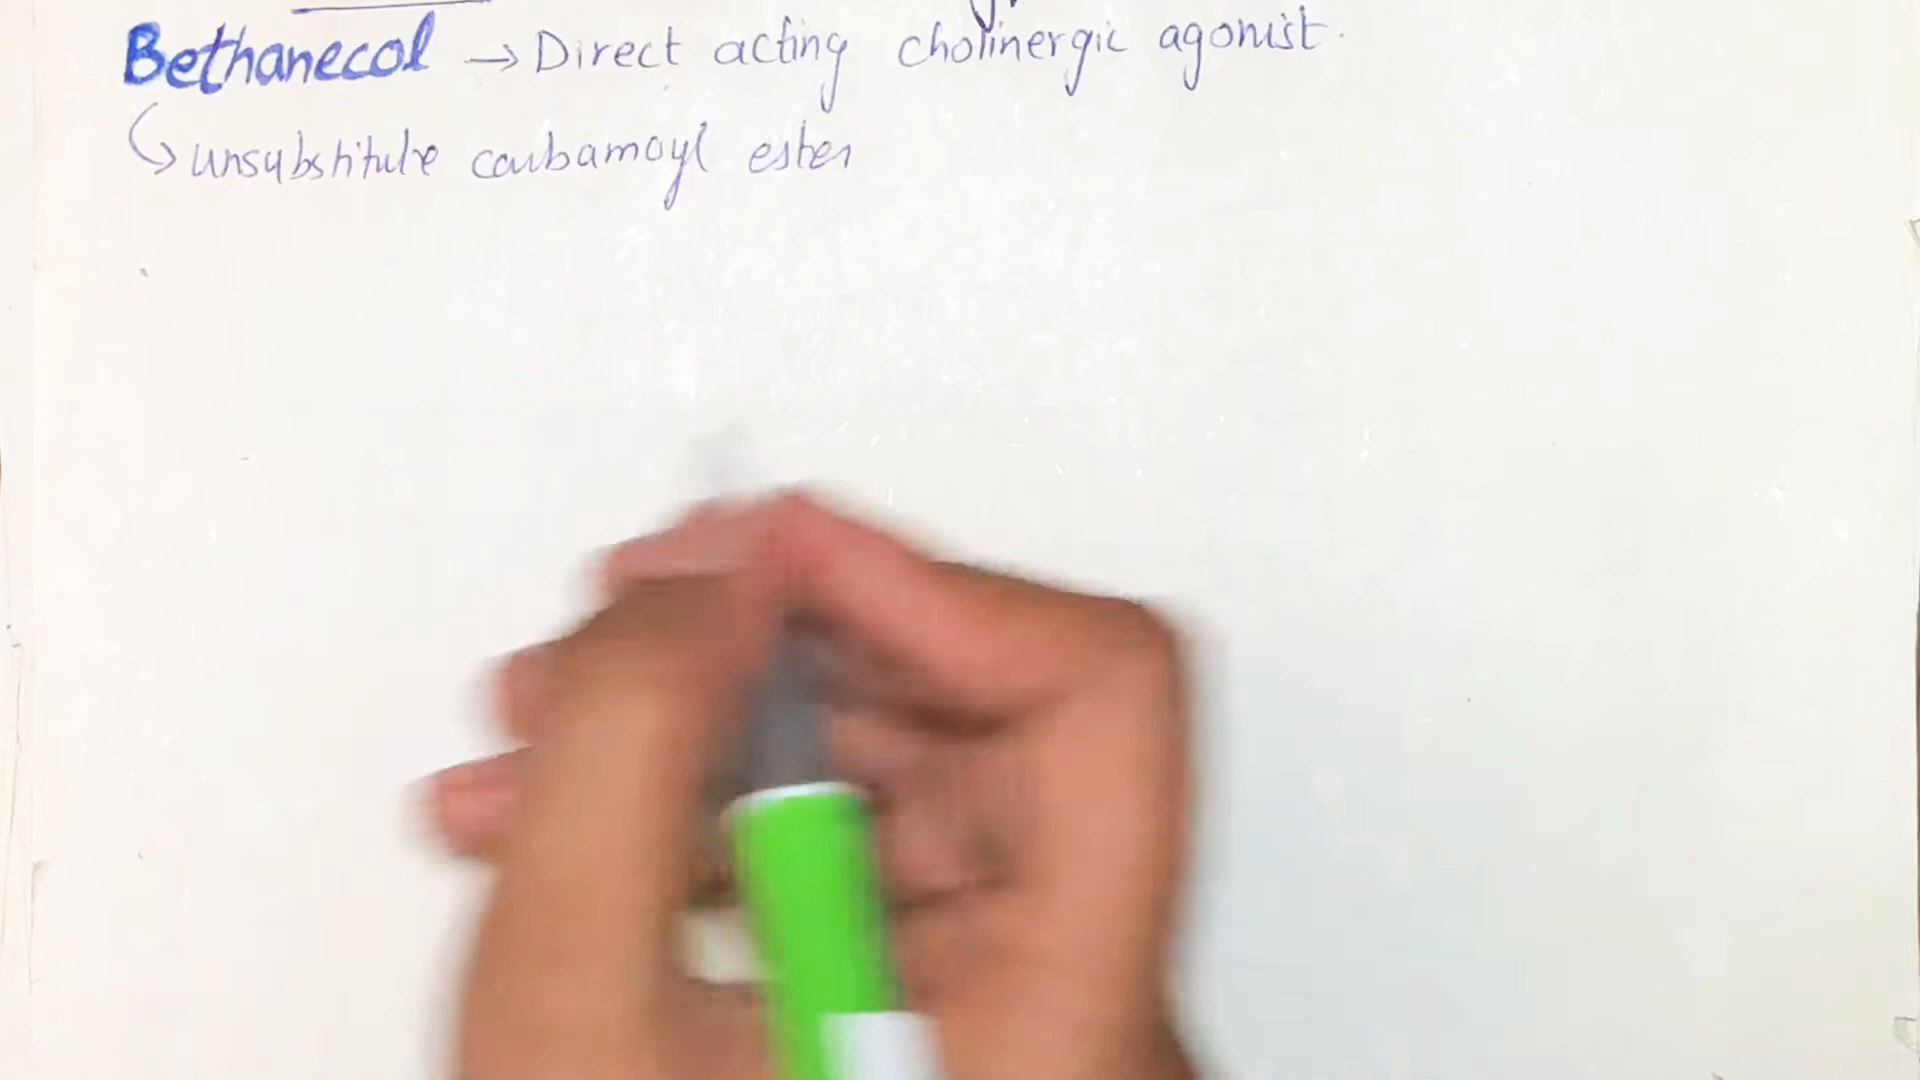 Bethanecol → Direct acting cholinergic agonist.
↳ unsubstitute carbamoyl ester